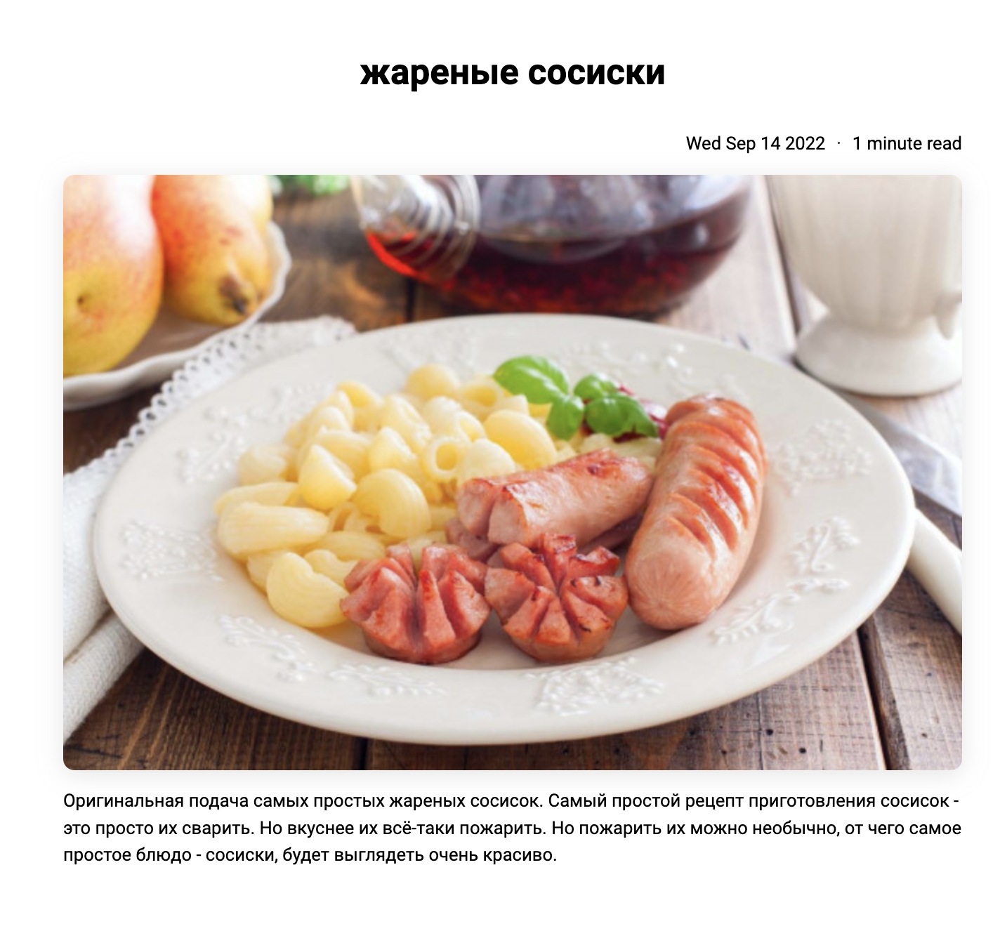 жареные сосиски
Wed Sep 14 2022 · 1 minute read
Оригинальная подача самых простых жареных сосисок. Самый простой рецепт приготовления сосисок -
это просто их сварить. Но вкуснее их всё-таки пожарить. Но пожарить их можно необычно, от чего самое
простое блюдо - сосиски, будет выглядеть очень красиво.